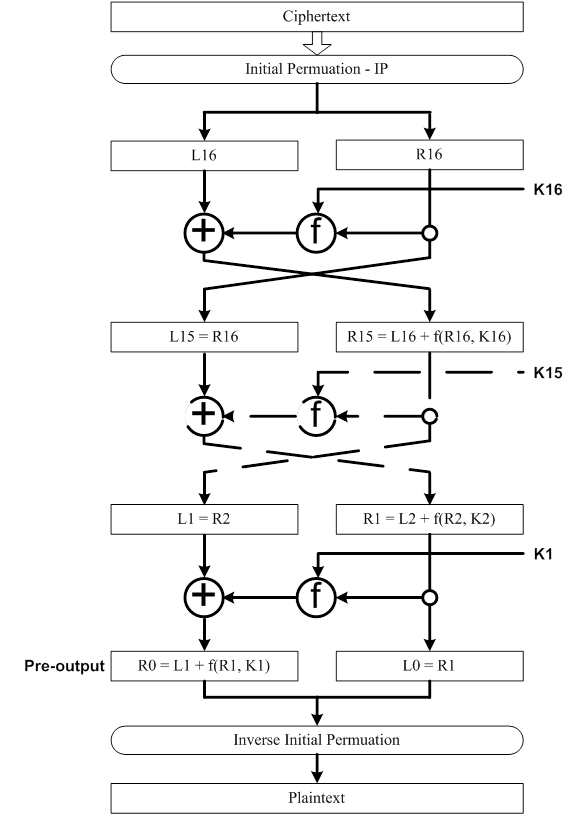 Ciphertext
Initial Permuation - IP
L16
R16
K16
+
f
L15 = R16
R15 = L16 + f(R16, K16)
K15
+
f
L1 = R2
R1 = L2 + f(R2, K2)
K1
+
f
Pre-output
R0 = L1 + f(R1, K1)
L0 = R1
Inverse Initial Permuation
Plaintext